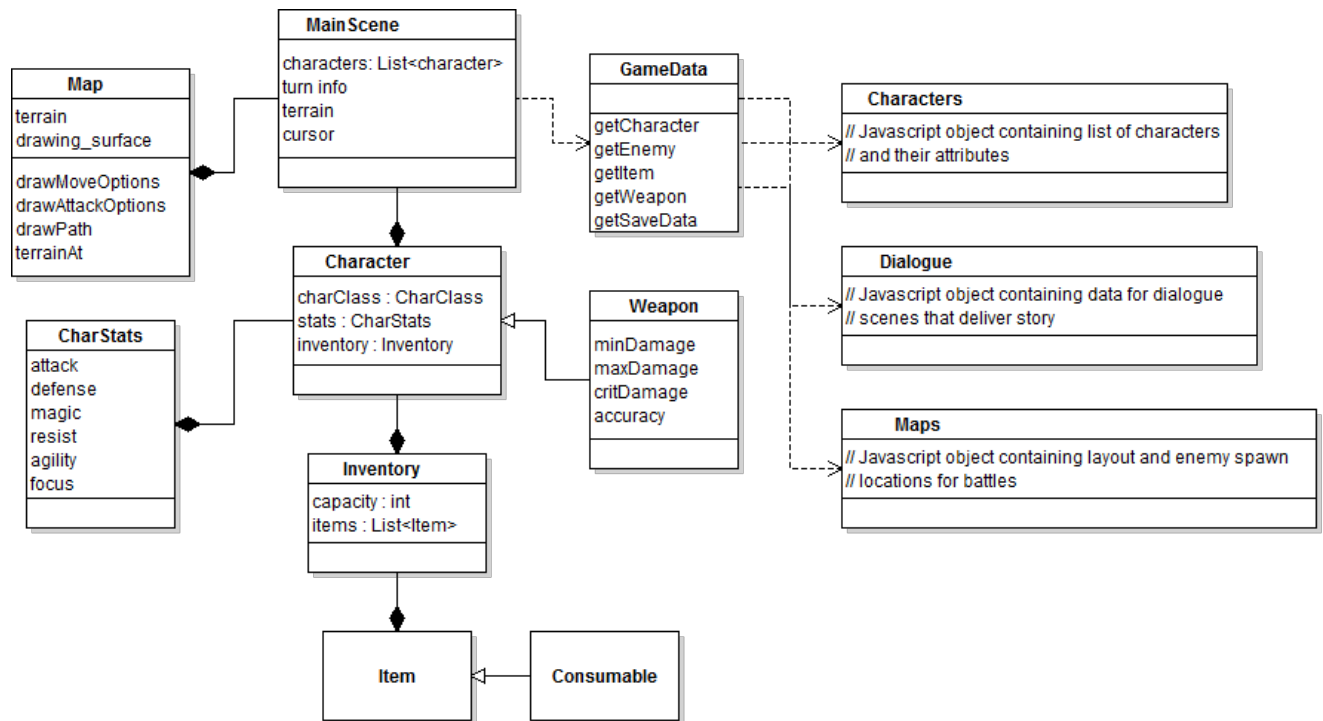 MainScene
characters: List<character>
turn info
terrain
cursor
Map
terrain
drawing_surface
drawMoveOptions
drawAttackOptions
drawPath
terrainAt
GameData
getCharacter
getEnemy
getItem
getWeapon
getSaveData
Characters
// Javascript object containing list of characters
// and their attributes
Character
charClass : CharClass
stats : CharStats
inventory : Inventory
Dialogue
// Javascript object containing data for dialogue
// scenes that deliver story
CharStats
attack
defense
magic
resist
agility
focus
Weapon
minDamage
maxDamage
critDamage
accuracy
Maps
// Javascript object containing layout and enemy spawn
// locations for battles
Inventory
capacity : int
items : List<Item>
Item
Consumable